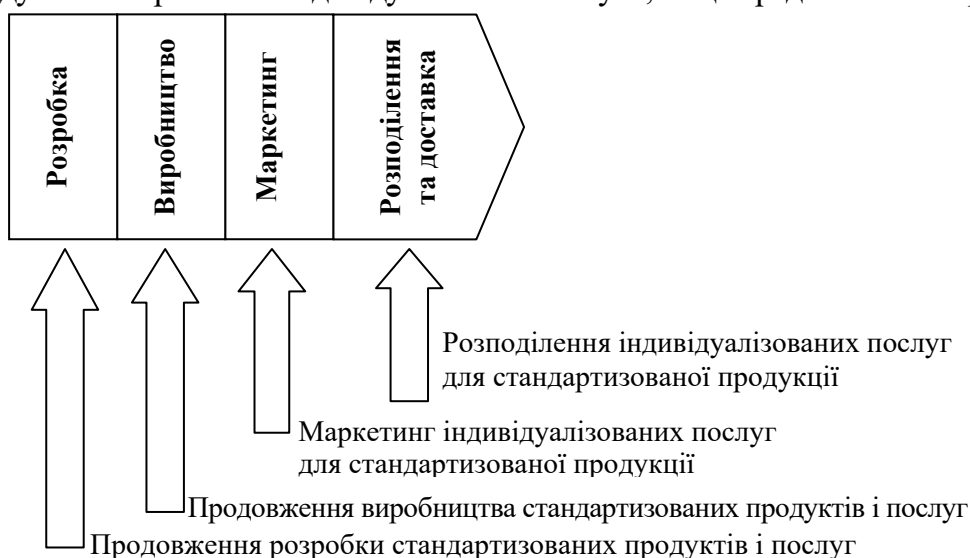 Розробка
Виробництво
Маркетинг
Розподілення
та доставка
Розподілення індивідуалізованих послуг
для стандартизованої продукції
Маркетинг індивідуалізованих послуг
для стандартизованої продукції
Продовження виробництва стандартизованих продуктів і послуг
Продовження розробки стандартизованих продуктів і послуг